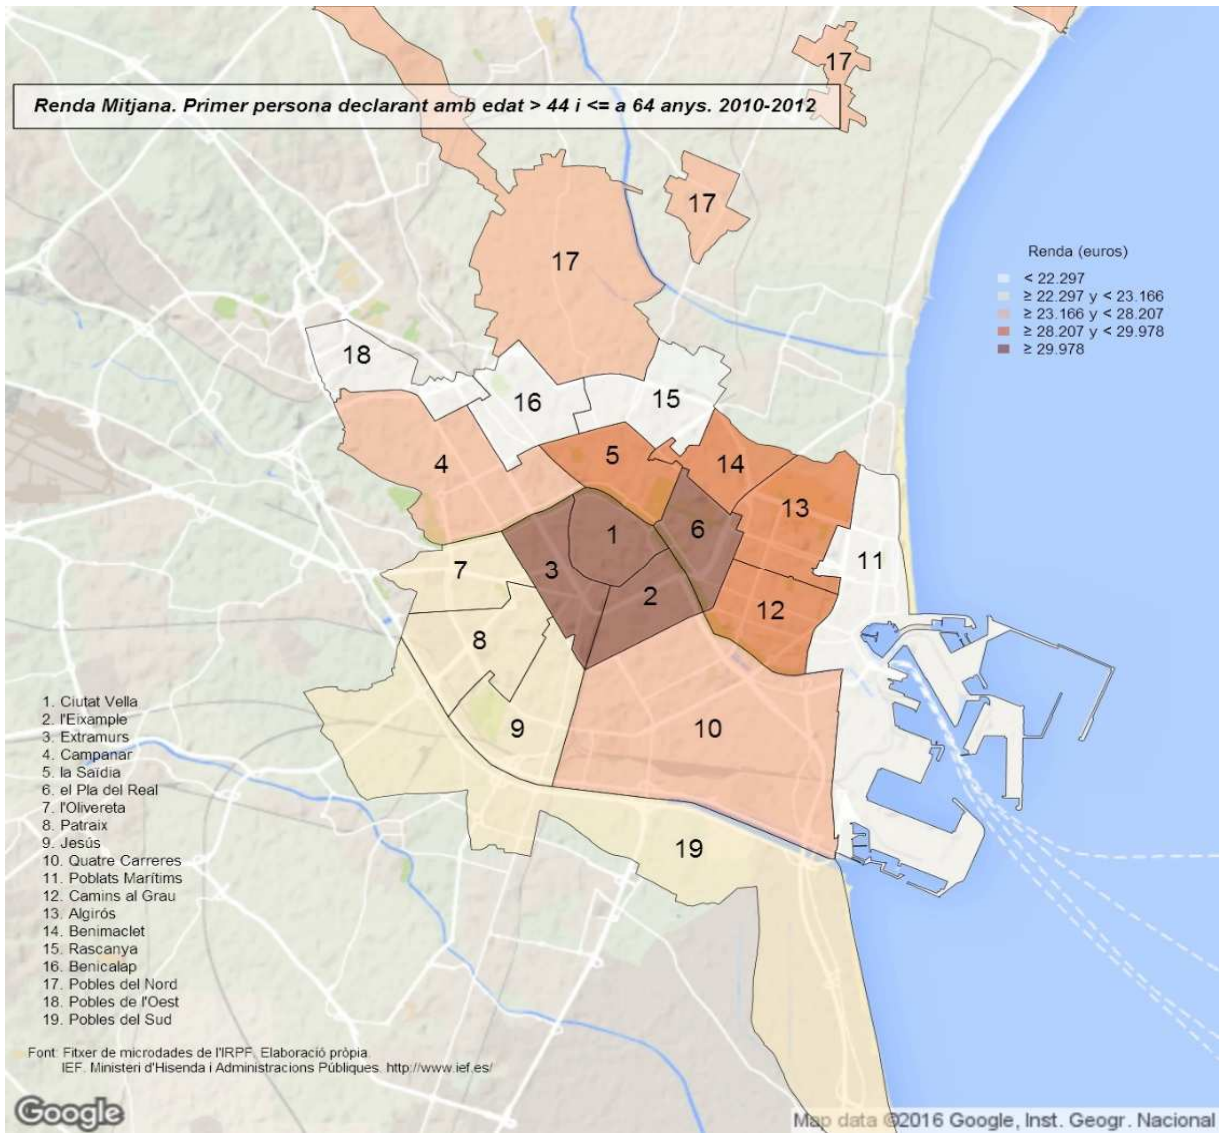 17
Renda Mitjana. Primer persona declarant amb edat > 44 i <= a 64 anys. 2010-2012
17
17
Renda (euros)
< 22.297
≥ 22.297 y < 23.166
≥ 23.166 y < 28.207
≥ 28.207 y < 29.978
≥ 29.978
18
16
15
4
5
14
13
1
6
11
7
3
2
12
8
9
10
19
1. Ciutat Vella
2. l'Eixample
3. Extramurs
4. Campanar
5. la Saïdia
6. el Pla del Real
7. l'Olivereta
8. Patraix
9. Jesús
10. Quatre Carreres
11. Poblats Marítims
12. Camins al Grau
13. Algirós
14. Benimaclet
15. Rascanya
16. Benicalap
17. Pobles del Nord
18. Pobles de l'Oest
19. Pobles del Sud
Font: Fitxer de microdades de l'IRPF. Elaboració pròpia.
IEF. Ministeri d'Hisenda i Administracions Públiques. http://www.ief.es/
Google
Map data ©2016 Google, Inst. Geogr. Nacional